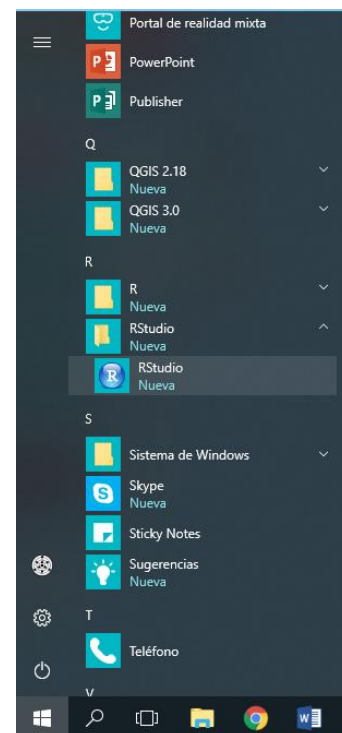 Portal de realidad mixta
PowerPoint
Publisher
Q
QGIS 2.18
Nueva
QGIS 3.0
Nueva
R
R
Nueva
RStudio
Nueva
RStudio
Nueva
S
Sistema de Windows
Skype
Nueva
Sticky Notes
Sugerencias
Nueva
T
Teléfono
V